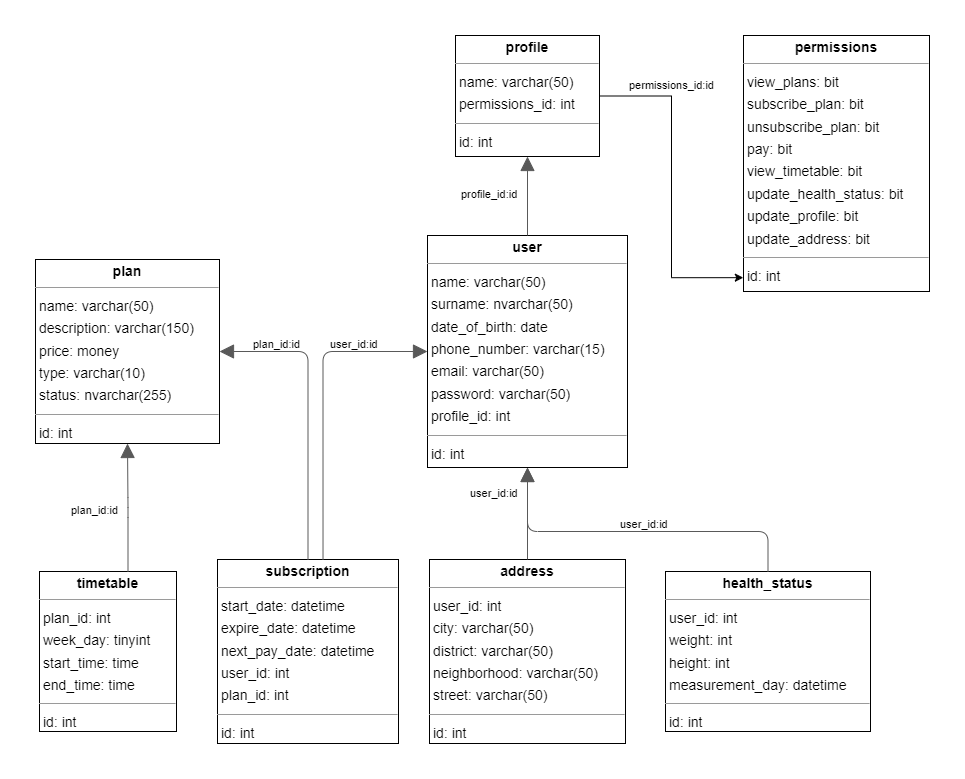 profile
name: varchar(50)
permissions_id: int
id: int
permissions_id:id
permissions
view_plans: bit
subscribe_plan: bit
unsubscribe_plan: bit
pay: bit
view_timetable: bit
update_health_status: bit
update_profile: bit
update_address: bit
id: int
profile_id:id
user
name: varchar(50)
surname: nvarchar(50)
date_of_birth: date
phone_number: varchar(15)
email: varchar(50)
password: varchar(50)
profile_id: int
id: int
plan
name: varchar(50)
description: varchar(150)
price: money
type: varchar(10)
status: nvarchar(255)
id: int
plan_id:id
user_id:id
plan_id:id
user_id:id
user_id:id
timetable
plan_id: int
week_day: tinyint
start_time: time
end_time: time
id: int
subscription
start_date: datetime
expire_date: datetime
next_pay_date: datetime
user_id: int
plan_id: int
id: int
address
user_id: int
city: varchar(50)
district: varchar(50)
neighborhood: varchar(50)
street: varchar(50)
id: int
health_status
user_id: int
weight: int
height: int
measurement_day: datetime
id: int